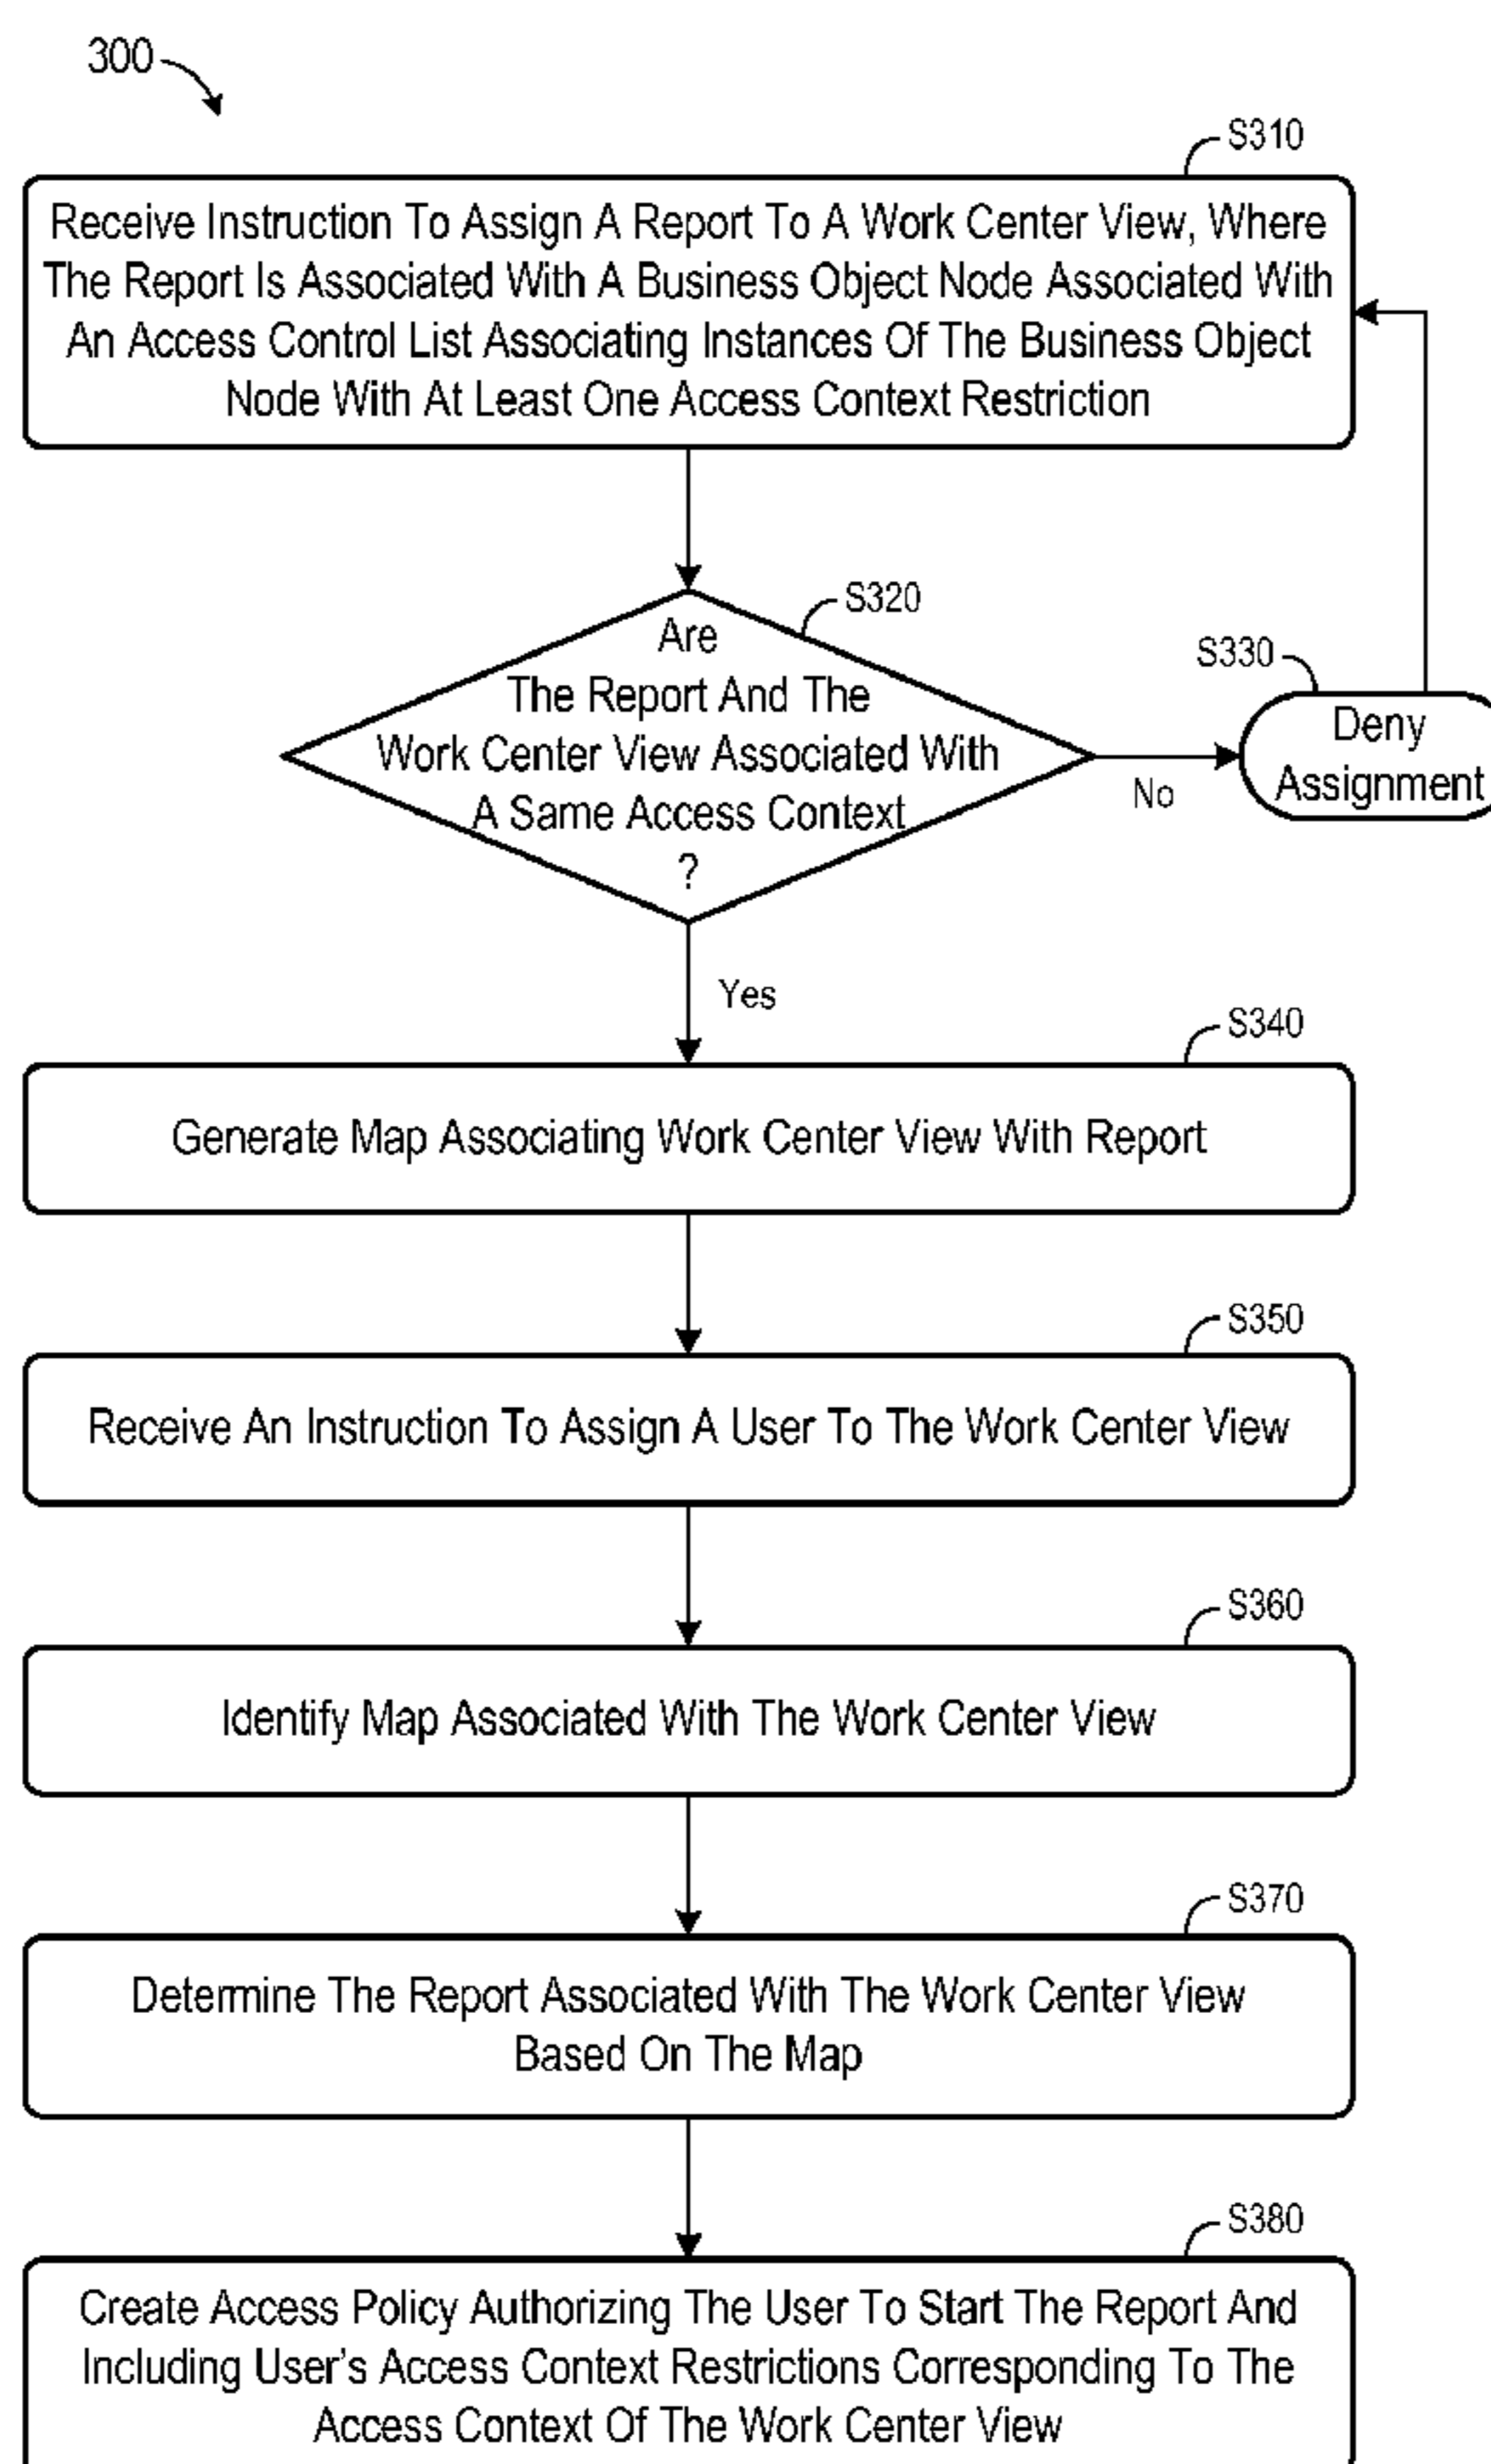 300
S310
Receive Instruction To Assign A Report To A Work Center View, Where
The Report Is Associated With A Business Object Node Associated With
An Access Control List Associating Instances Of The Business Object
Node With At Least One Access Context Restriction
S320
Are
The Report And The
Work Center View Associated With
A Same Access Context
?
No
S330
Deny
Assignment
Yes
S340
Generate Map Associating Work Center View With Report
S350
Receive An Instruction To Assign A User To The Work Center View
S360
Identify Map Associated With The Work Center View
S370
Determine The Report Associated With The Work Center View
Based On The Map
S380
Create Access Policy Authorizing The User To Start The Report And
Including User's Access Context Restrictions Corresponding To The
Access Context Of The Work Center View